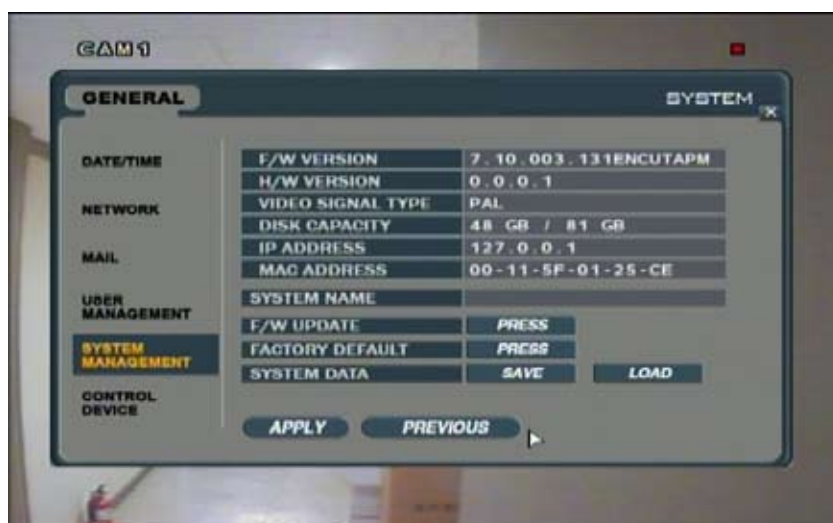 CAM1
GENERAL
SYSTEM
DATE/TIME
NETWORK
MAIL
USER
MANAGEMENT
SYSTEM
MANAGEMENT
CONTROL
DEVICE
F/W VERSION 7.10.003.131ENCUTAPM
H/W VERSION 0.0.0.1
VIDEO SIGNAL TYPE PAL
DISK CAPACITY 48 GB / 81 GB
IP ADDRESS 127.0.0.1
MAC ADDRESS 00-11-5F-01-25-CE
SYSTEM NAME
F/W UPDATE PRESS
FACTORY DEFAULT PRESS
SYSTEM DATA SAVE LOAD
APPLY PREVIOUS